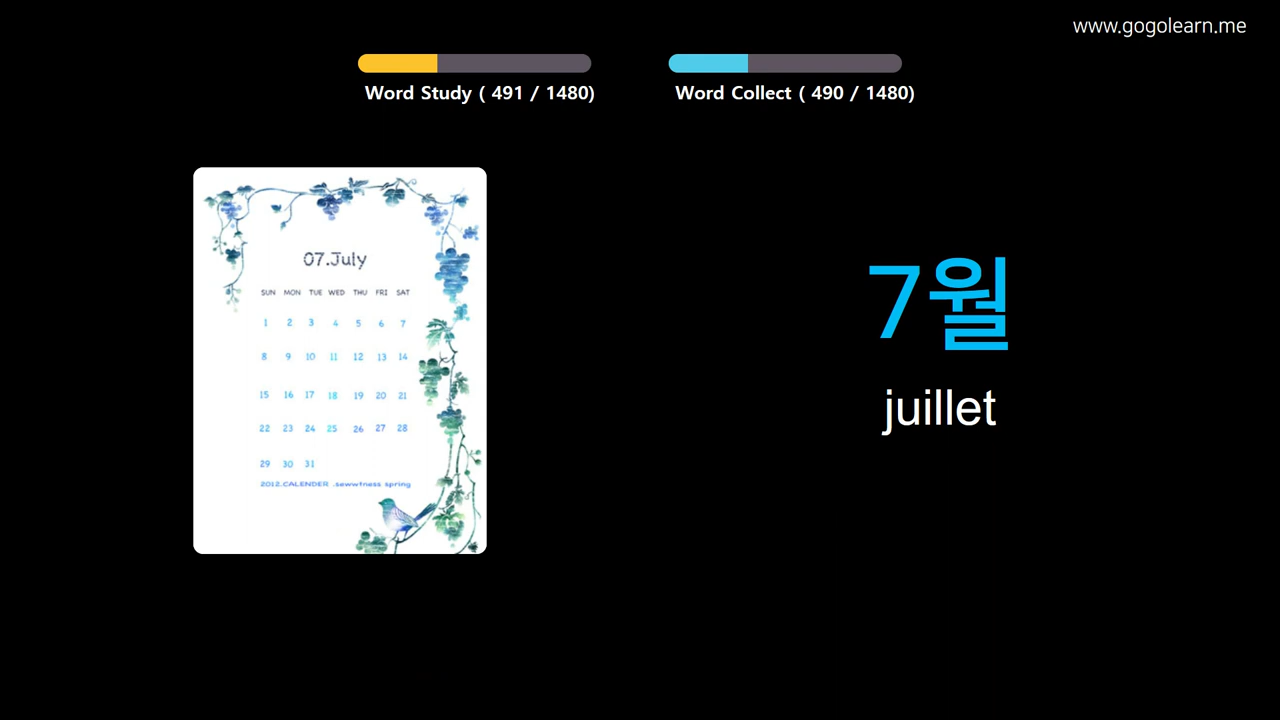 www.gogolearn.me
Word Study ( 491 / 1480)
Word Collect ( 490 / 1480)
07.July
SUN MON TUE WED THU FRI SAT
1 2 3 4 5 6 7
8 9 10 11 12 13 14
15 16 17 18 19 20 21
22 23 24 25 26 27 28
29 30 31
2012.CALENDER .sewwtness spring
7월
juillet